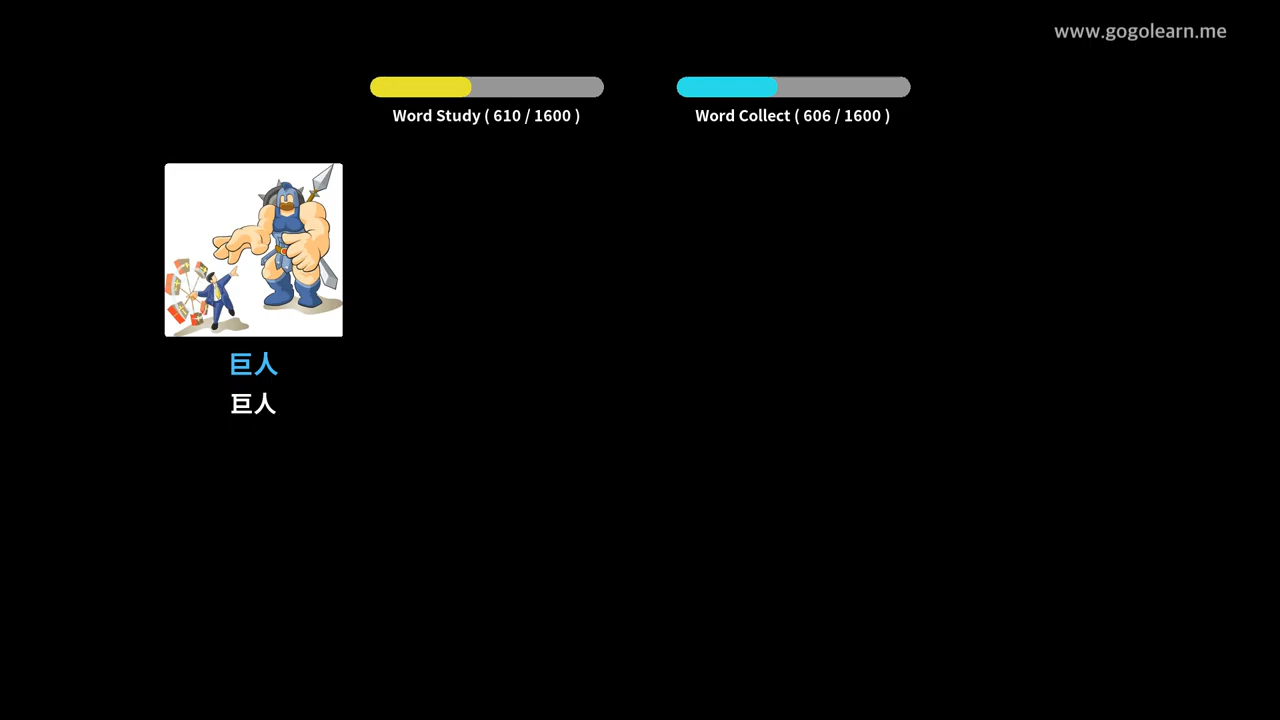 www.gogolearn.me
Word Study ( 610 / 1600 )
Word Collect ( 606 / 1600 )
巨人
巨人